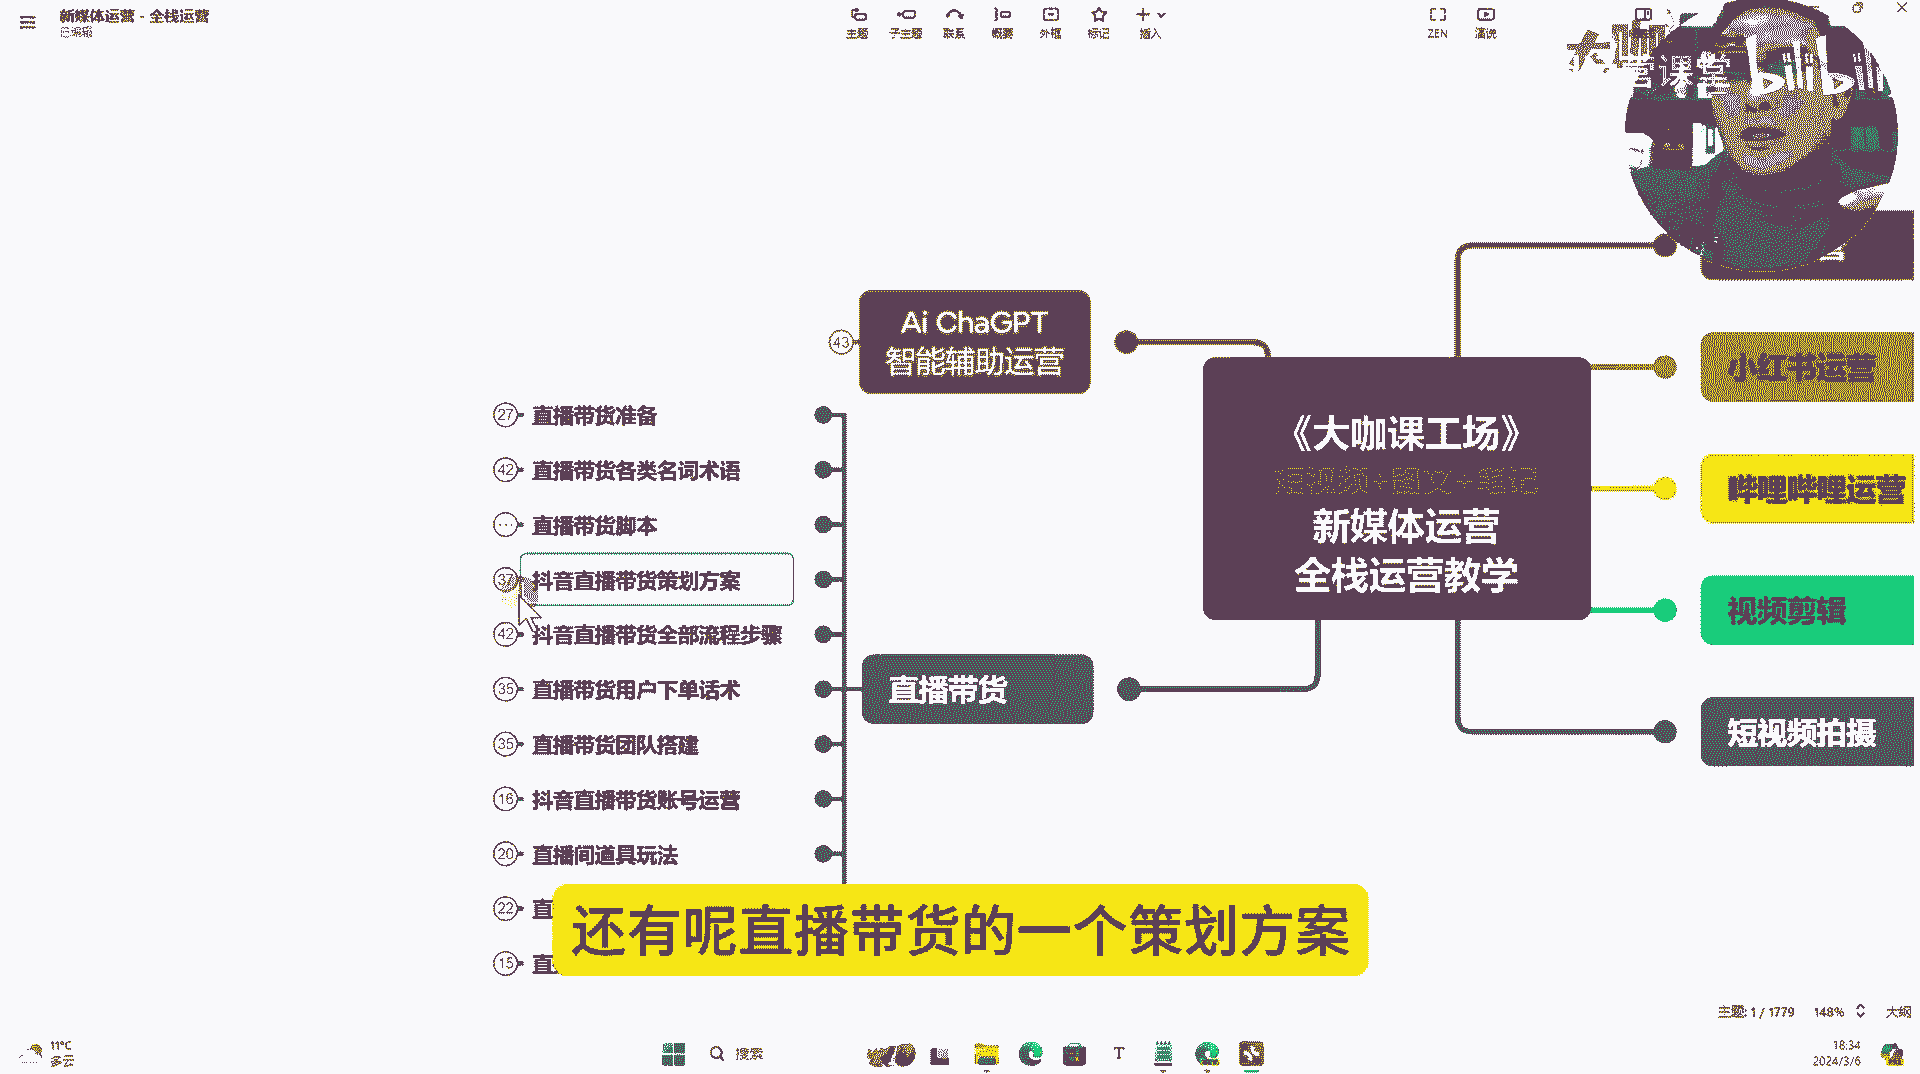 新媒体运营 - 全栈运营
已编辑
主题
子主题
联系
概要
外框
标记
插入
ZEN
演说
大咖
营课堂
bilibili
Ai ChaGPT
智能辅助运营
43
《大咖课工场》
短视频+图文+笔记
新媒体运营
全栈运营教学
小红书运营
哔哩哔哩运营
视频剪辑
短视频拍摄
直播带货
27 直播带货准备
42 直播带货各类名词术语
直播带货脚本
37 抖音直播带货策划方案
42 抖音直播带货全部流程步骤
35 直播带货用户下单话术
35 直播带货团队搭建
16 抖音直播带货账号运营
20 直播间道具玩法
22 直
15 直
还有呢直播带货的一个策划方案
主题: 1 / 1779
148%
大纲
11°C
多云
搜索
18:34
2024/3/6